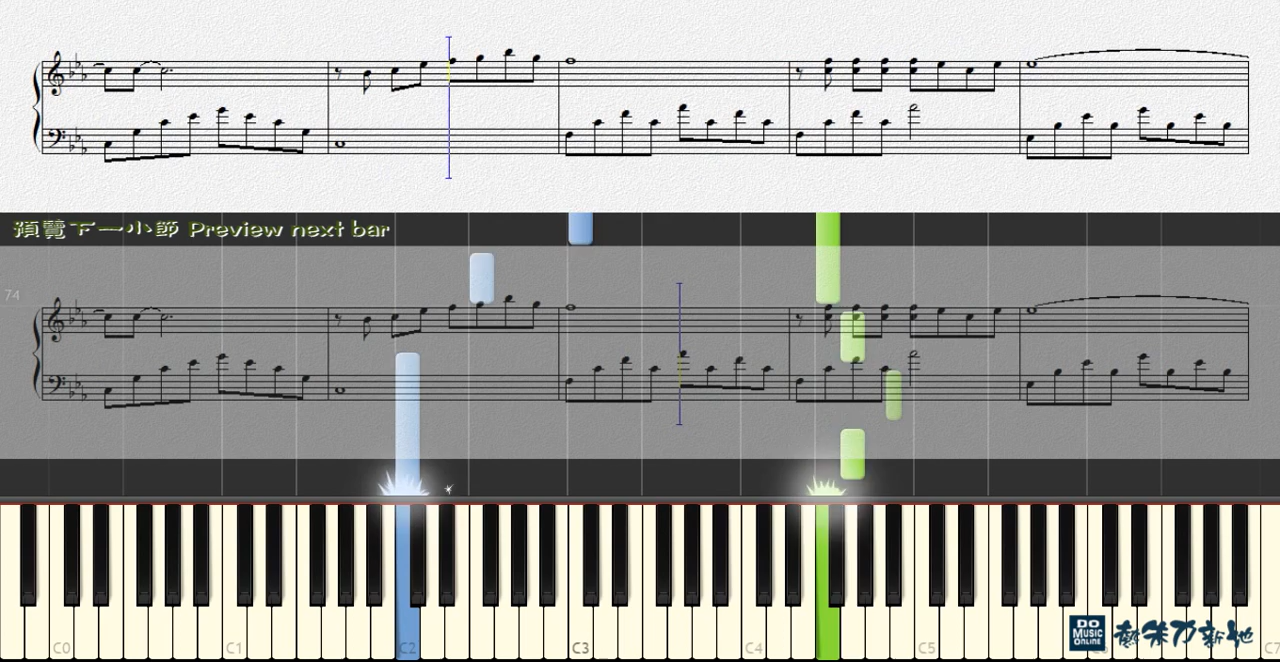 預覽下一小節 Preview next bar
74
C0 C1 C2 C3 C4 C5 C7
DO
MUSIC
ONLINE